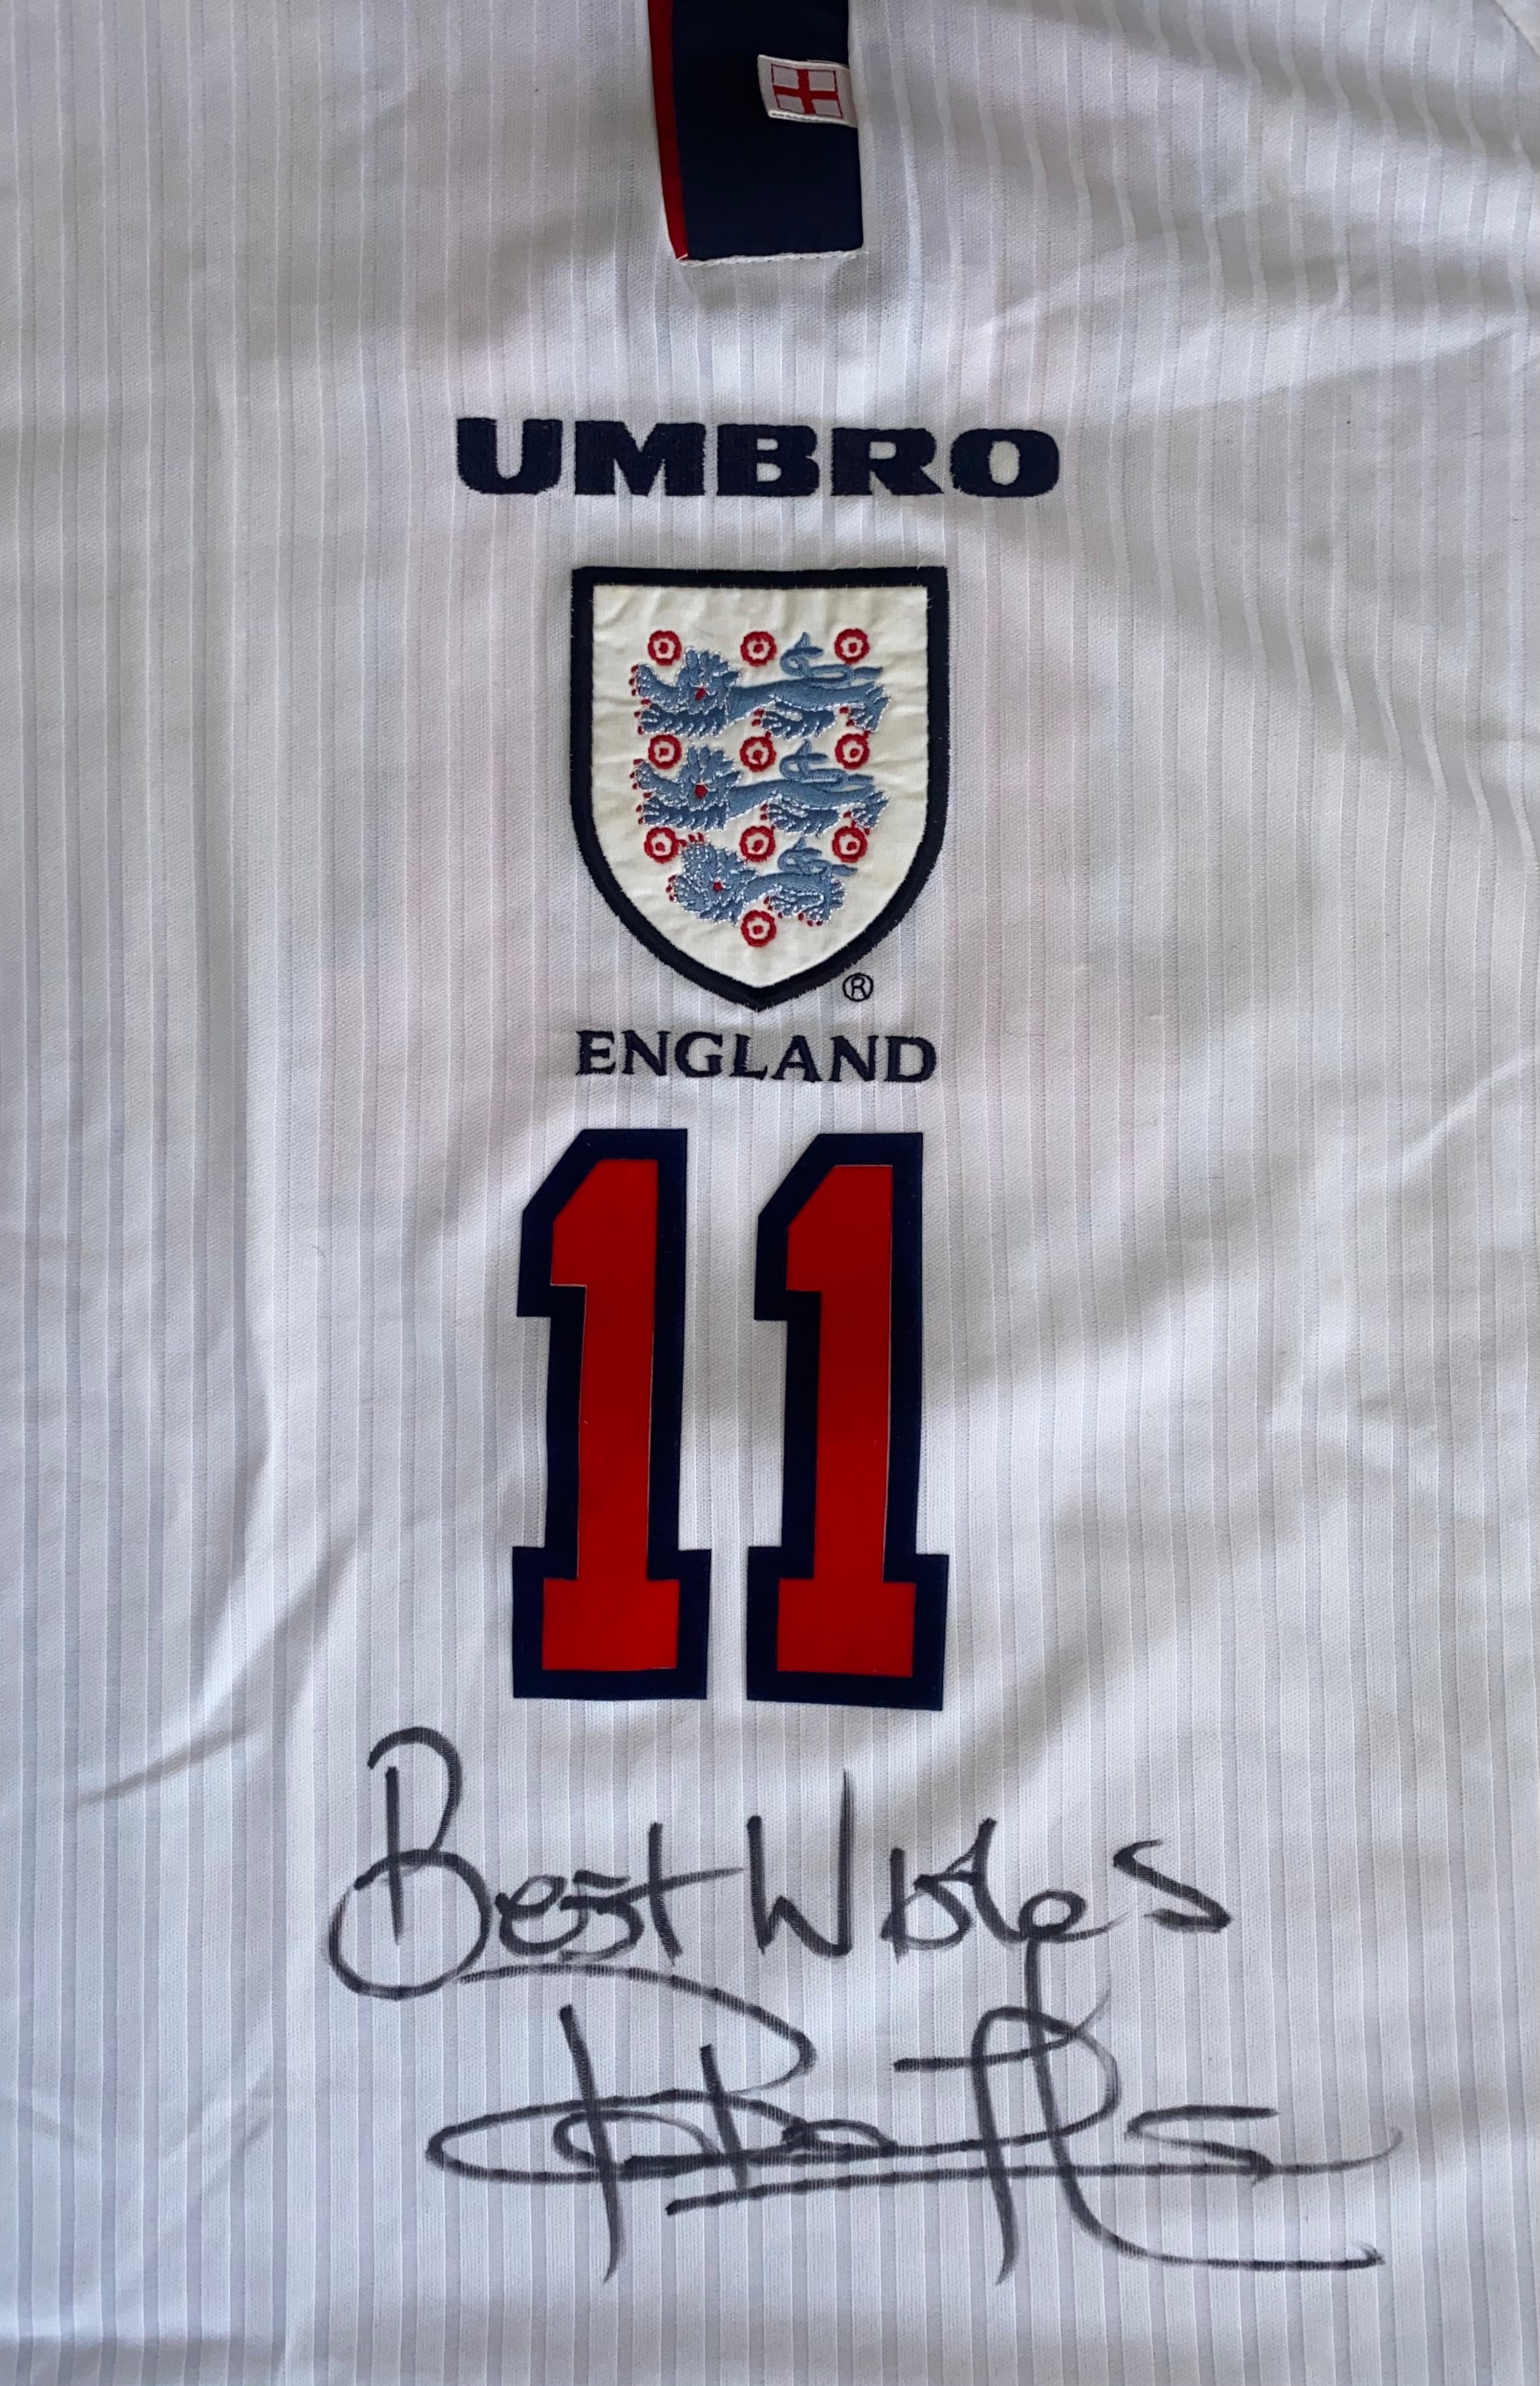 UMBRO
®
ENGLAND
11
Best Wishes